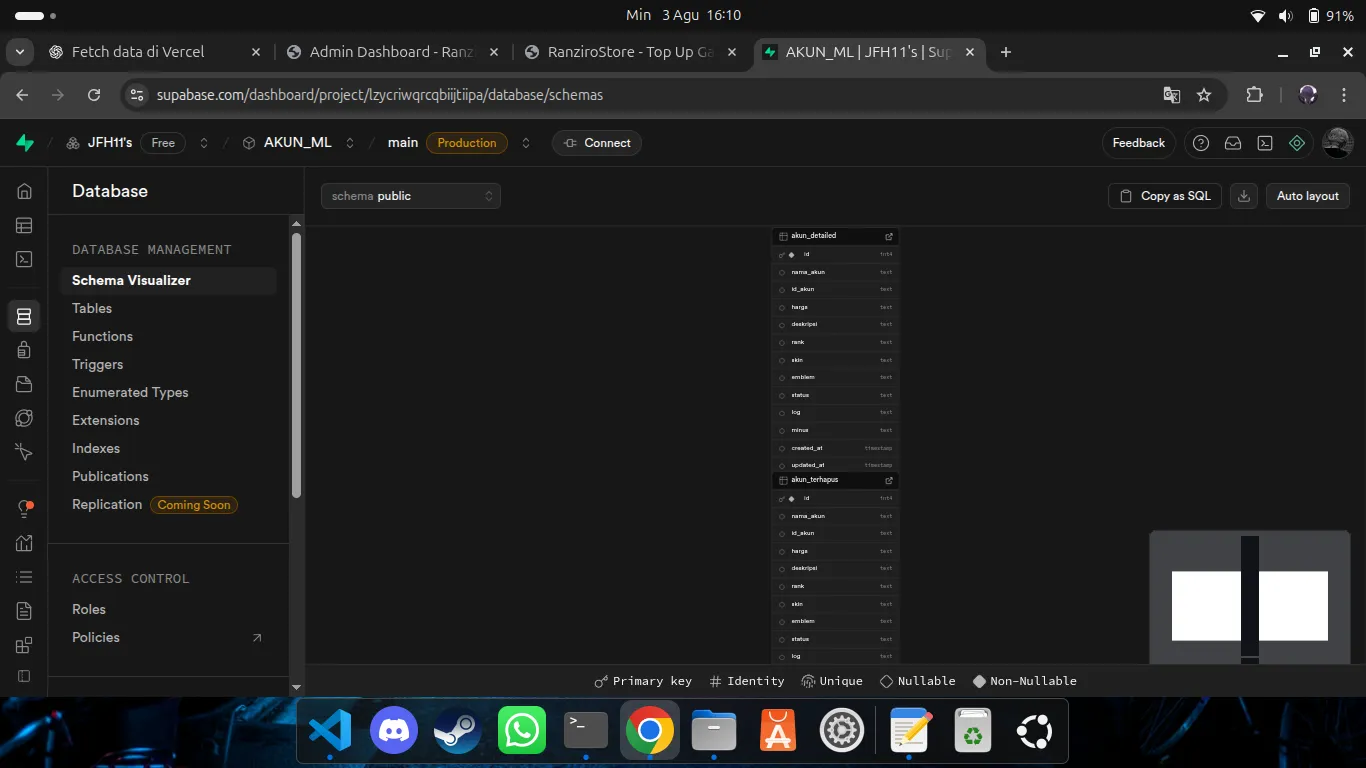 Min 3 Agu 16:10
91%
Fetch data di Vercel
Admin Dashboard - Ranz
RanziroStore - Top Up Ga
AKUN_ML | JFH11's | Sup
supabase.com/dashboard/project/lzycriwqrcqbiijtiipa/database/schemas
JFH11's
Free
AKUN_ML
main
Production
Connect
Feedback
Database
schema public
Copy as SQL
Auto layout
DATABASE MANAGEMENT
Schema Visualizer
Tables
Functions
Triggers
Enumerated Types
Extensions
Indexes
Publications
Replication Coming Soon
ACCESS CONTROL
Roles
Policies
akun_detailed
id int4
nama_akun text
id_akun text
harga text
deskripsi text
rank text
skin text
emblem text
status text
log text
minus text
created_at timestamp
updated_at timestamp
akun_terhapus
id int4
nama_akun text
id_akun text
harga text
deskripsi text
rank text
skin text
emblem text
status text
log text
Primary key
Identity
Unique
Nullable
Non-Nullable